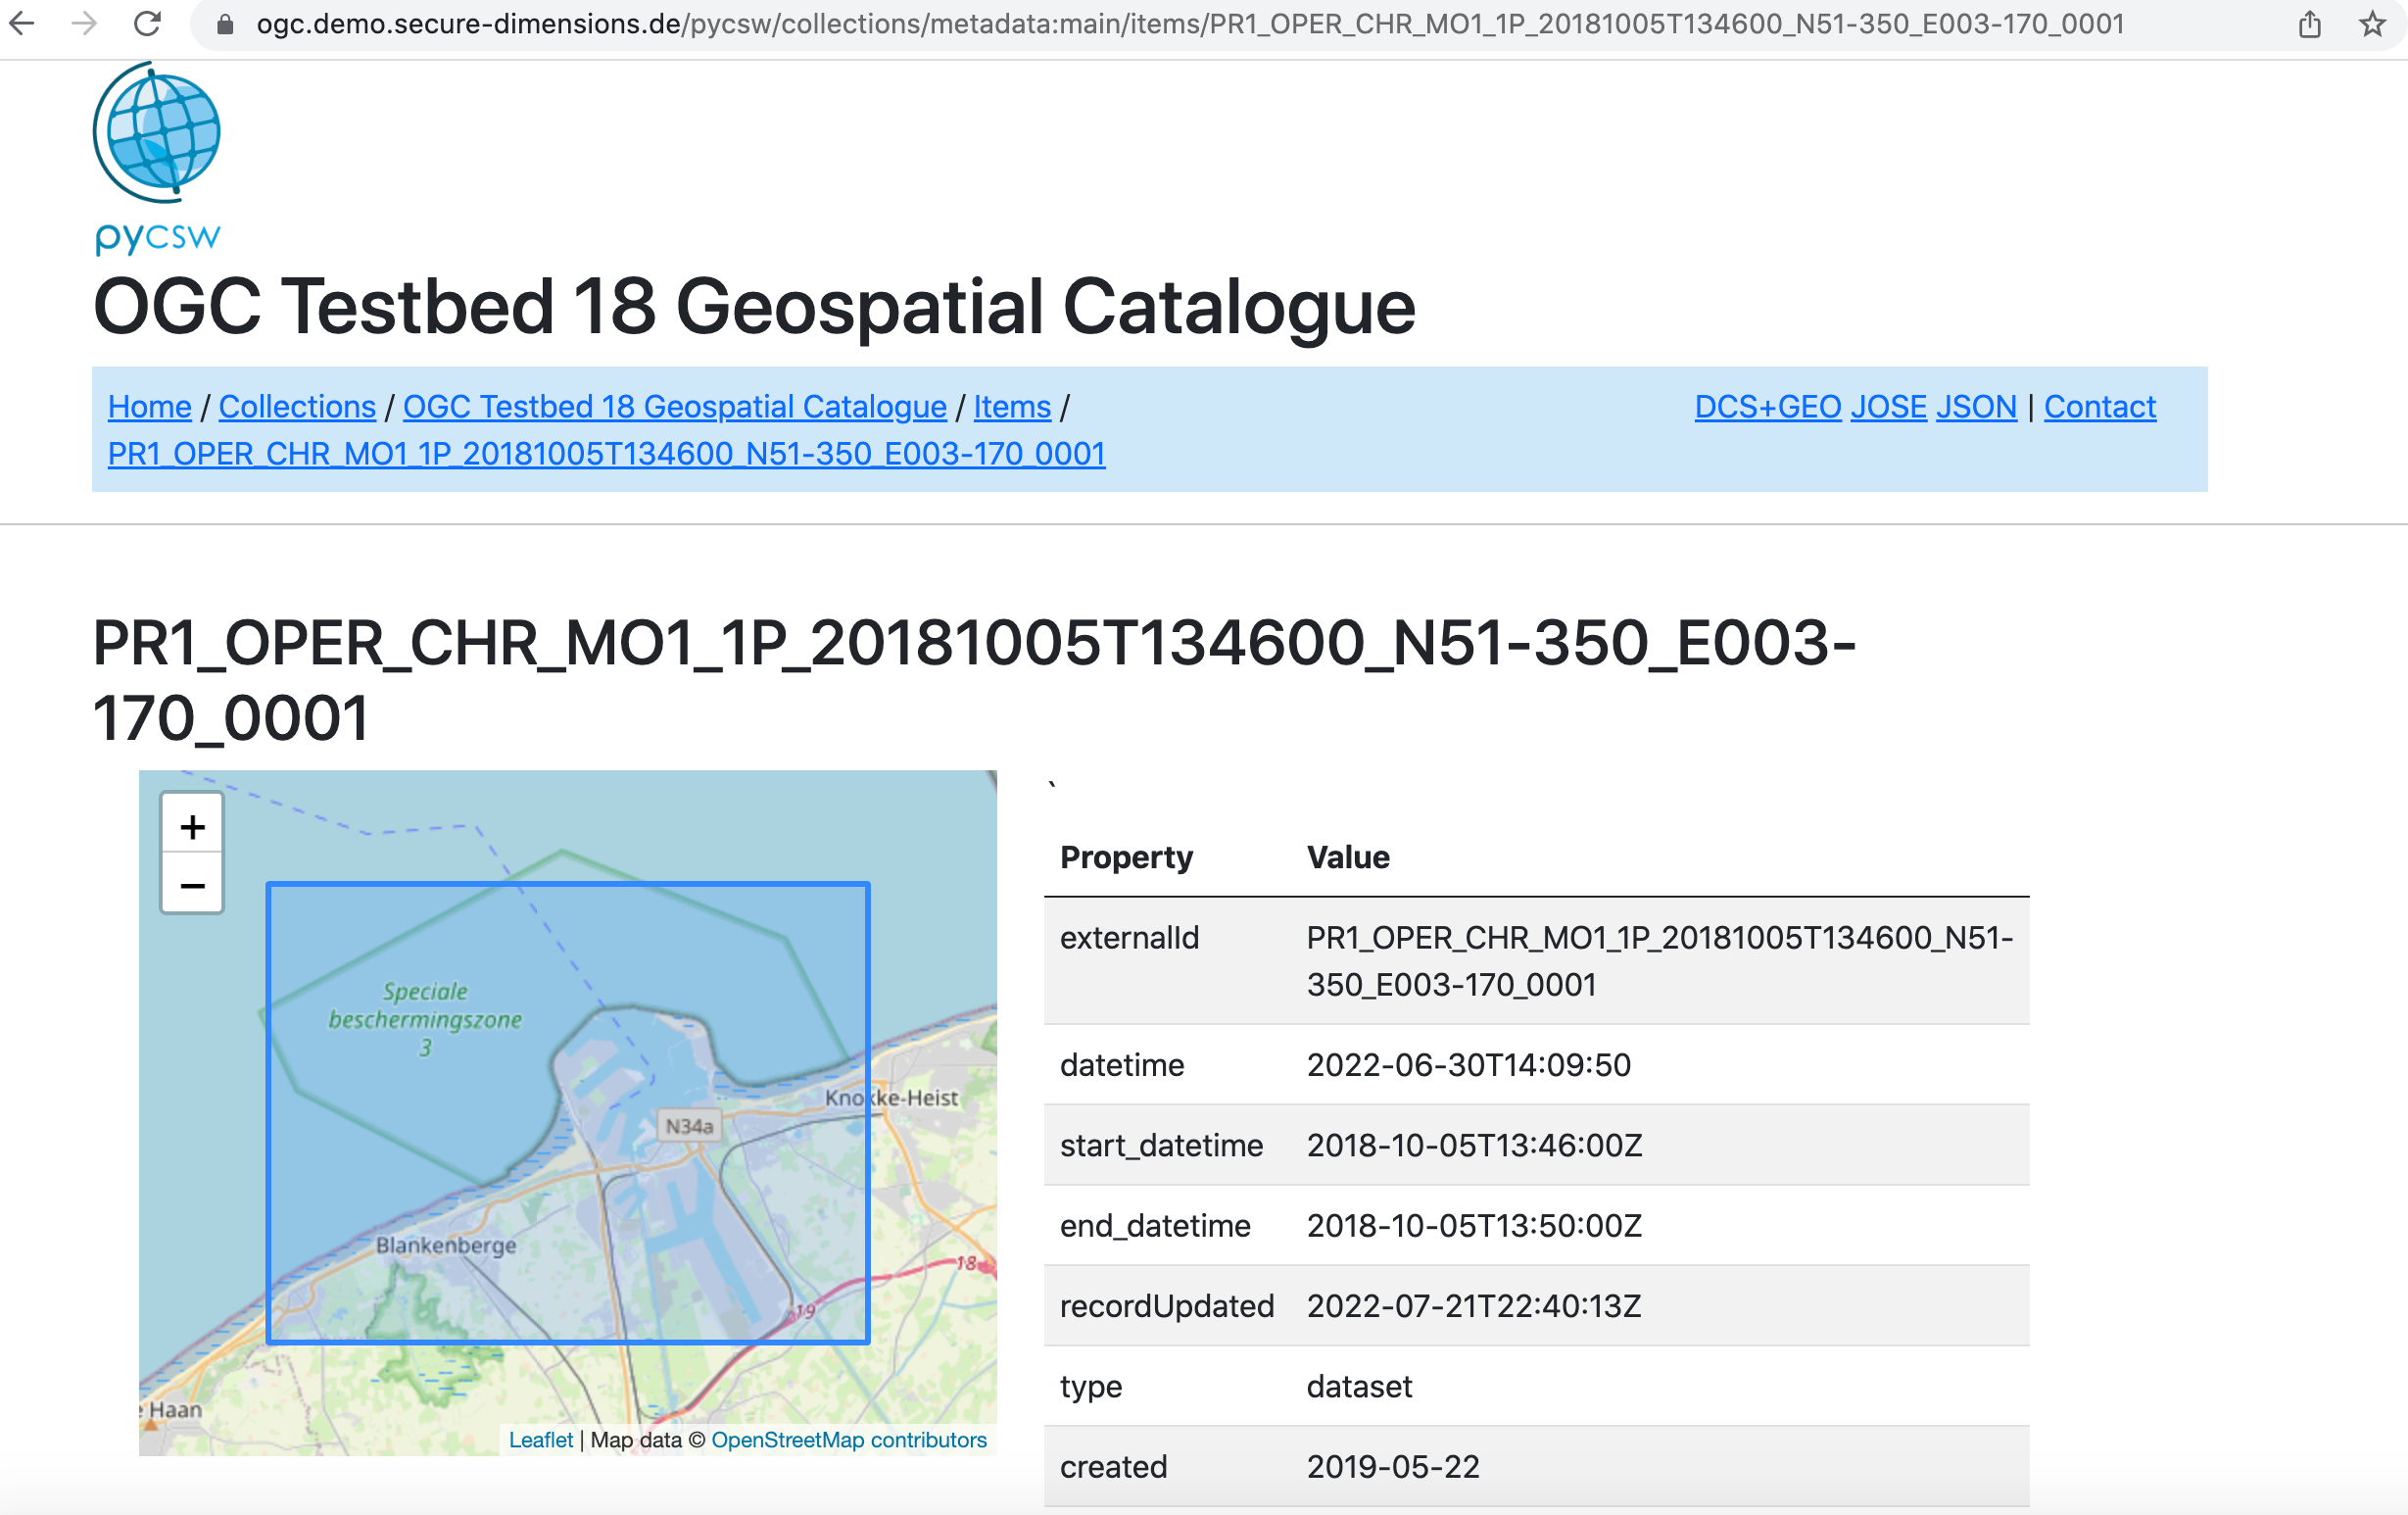 ogc.demo.secure-dimensions.de/pycsw/collections/metadata:main/items/PR1_OPER_CHR_MO1_1P_20181005T134600_N51-350_E003-170_0001
pycsw
OGC Testbed 18 Geospatial Catalogue
Home / Collections / OGC Testbed 18 Geospatial Catalogue / Items /
PR1_OPER_CHR_MO1_1P_20181005T134600_N51-350_E003-170_0001
DCS+GEO JOSE JSON | Contact
PR1_OPER_CHR_MO1_1P_20181005T134600_N51-350_E003-
170_0001
+
−
Speciale
beschermingszone
3
Knokke-Heist
N34a
Blankenberge
18
19
e Haan
Leaflet | Map data © OpenStreetMap contributors
`
Property Value
externalId PR1_OPER_CHR_MO1_1P_20181005T134600_N51-
350_E003-170_0001
datetime 2022-06-30T14:09:50
start_datetime 2018-10-05T13:46:00Z
end_datetime 2018-10-05T13:50:00Z
recordUpdated 2022-07-21T22:40:13Z
type dataset
created 2019-05-22